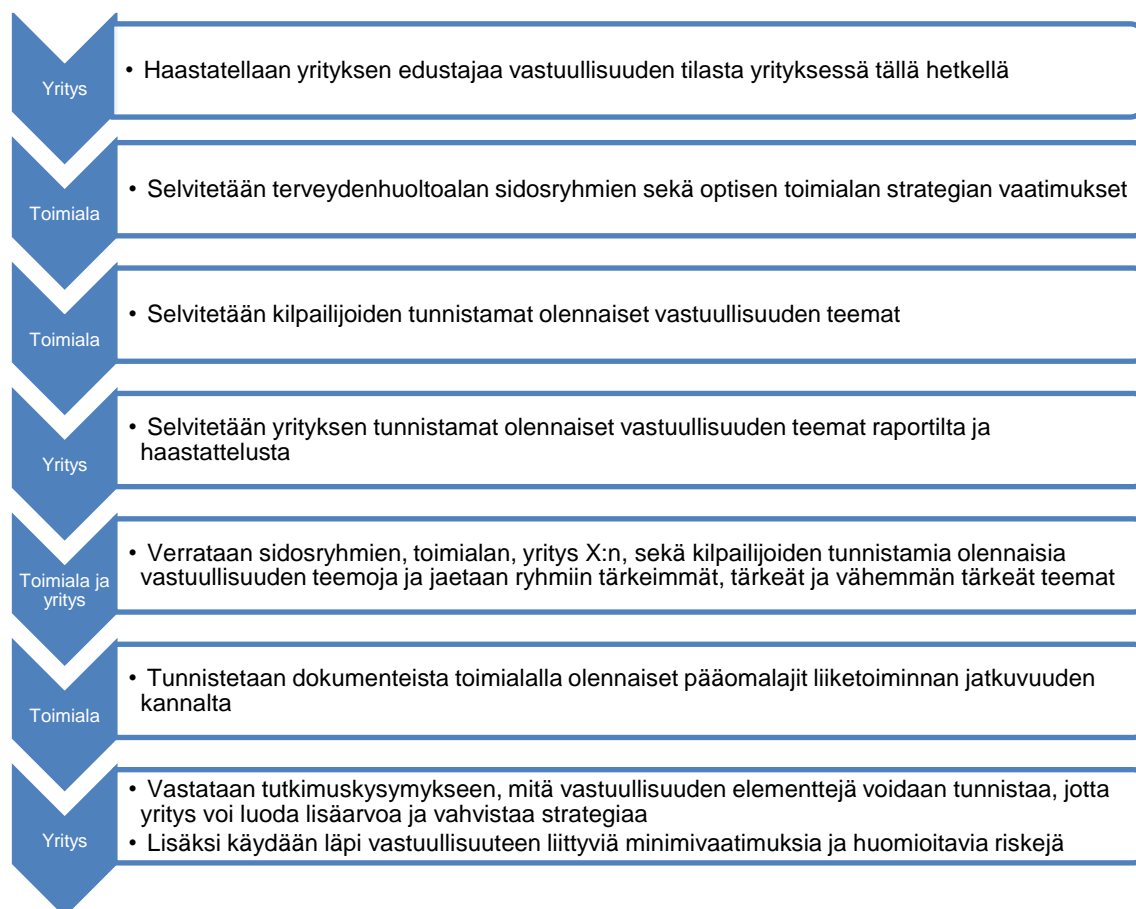 Yritys
• Haastatellaan yrityksen edustajaa vastuullisuuden tilasta yrityksessä tällä hetkellä
Toimiala
• Selvitetään terveydenhuoltoalan sidosryhmien sekä optisen toimialan strategian vaatimukset
Toimiala
• Selvitetään kilpailijoiden tunnistamat olennaiset vastuullisuuden teemat
Yritys
• Selvitetään yrityksen tunnistamat olennaiset vastuullisuuden teemat raportilta ja
haastattelusta
Toimiala ja
yritys
• Verrataan sidosryhmien, toimialan, yritys X:n, sekä kilpailijoiden tunnistamia olennaisia
vastuullisuuden teemoja ja jaetaan ryhmiin tärkeimmät, tärkeät ja vähemmän tärkeät teemat
Toimiala
• Tunnistetaan dokumenteista toimialalla olennaiset pääomalajit liiketoiminnan jatkuvuuden
kannalta
Yritys
• Vastataan tutkimuskysymykseen, mitä vastuullisuuden elementtejä voidaan tunnistaa, jotta
yritys voi luoda lisäarvoa ja vahvistaa strategiaa
• Lisäksi käydään läpi vastuullisuuteen liittyviä minimivaatimuksia ja huomioitavia riskejä